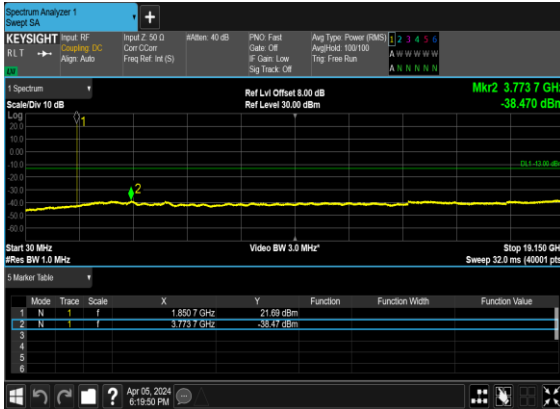 Spectrum Analyzer 1
Swept SA
+
KEYSIGHT Input: RF Input Z: 50 Ω #Atten: 40 dB PNO: Fast Avg Type: Power (RMS) 1 2 3 4 5 6
RLT Coupling: DC Corr CCorr Gate: Off Avg|Hold: 100/100 A W W W W W
Align: Auto Freq Ref: Int (S) IF Gain: Low Trig: Free Run
Sig Track: Off A N N N N N
1 Spectrum Ref Lvl Offset 8.00 dB Mkr2 3.773 7 GHz
Scale/Div 10 dB Ref Level 30.00 dBm -38.470 dBm
Log
20.0
10.0
0.00
-10.0
DL1 -13.00 dBm
-20.0
-30.0
-40.0
-50.0
-60.0
1
2
Start 30 MHz Video BW 3.0 MHz* Stop 19.150 GH
#Res BW 1.0 MHz Sweep 32.0 ms (40001 pts
5 Marker Table
Mode Trace Scale X Y Function Function Width Function Value
1 N 1 f 1.850 7 GHz 21.69 dBm
2 N 1 f 3.773 7 GHz -38.47 dBm
3
4
5
6
? Apr 05, 2024
6:19:50 PM